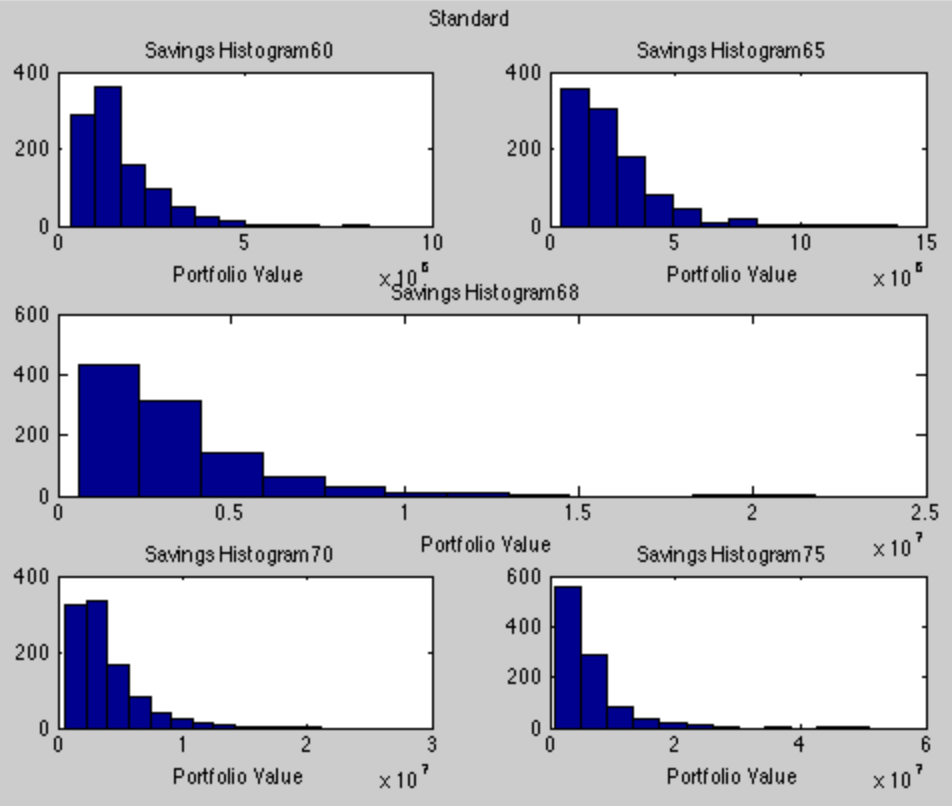 Standard
Savings Histogram60
400
200
0
0 5 10
Portfolio Value
x 10^6
Savings Histogram65
400
200
0
0 5 10 15
Portfolio Value
x 10^6
Savings Histogram68
600
400
200
0
0 0.5 1 1.5 2 2.5
Portfolio Value
x 10^7
Savings Histogram70
400
200
0
0 1 2 3
Portfolio Value
x 10^7
Savings Histogram75
600
400
200
0
0 2 4 6
Portfolio Value
x 10^7